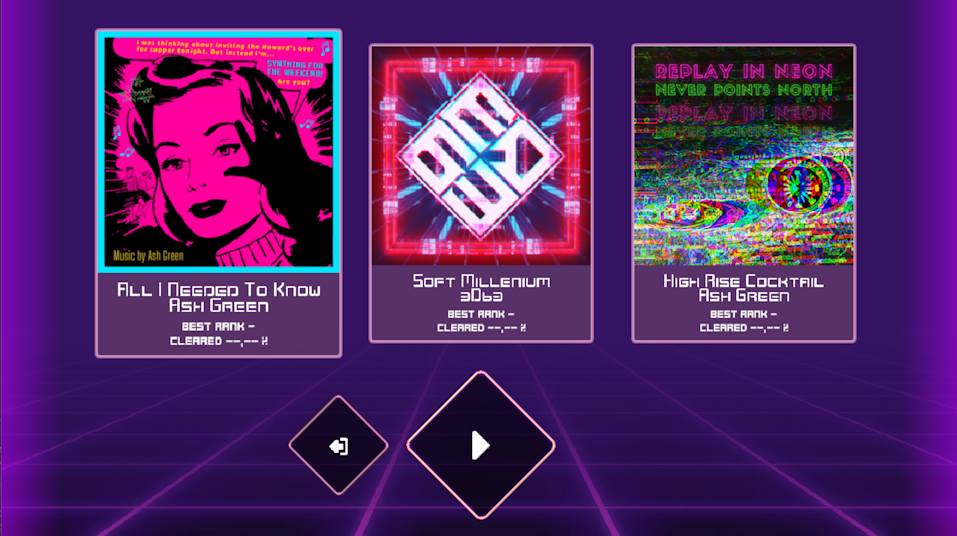 I was thinking about inviting the Howard's over
for supper tonight. But instead I'm...
SYNTHING FOR
THE WEEKEND!
Are you?
Music by Ash Green
All I Needed To Know
Ash Green
BEST RANK -
CLEARED --,-- %
Soft Millenium
3D63
BEST RANK -
CLEARED --,-- %
REPLAY IN NEON
NEVER POINTS NORTH
REPLAY IN NEON
NEVER POINTS NORTH
High Rise Cocktail
Ash Green
BEST RANK -
CLEARED --,-- %